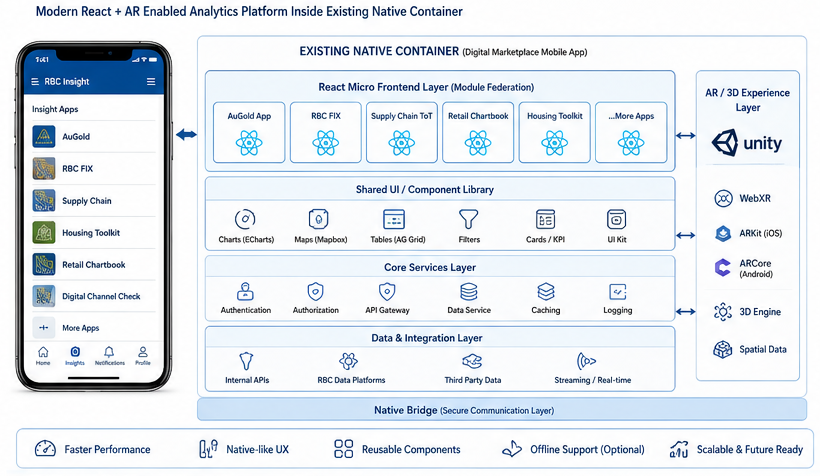 Modern React + AR Enabled Analytics Platform Inside Existing Native Container
RBC Insight
Insight Apps
AuGold
RBC FIX
Supply Chain
Housing Toolkit
Retail Chartbook
Digital Channel Check
More Apps
Home
Insights
Notifications
Profile
EXISTING NATIVE CONTAINER (Digital Marketplace Mobile App)
React Micro Frontend Layer (Module Federation)
AuGold App
RBC FIX
Supply Chain ToT
Retail Chartbook
Housing Toolkit
...More Apps
Shared UI / Component Library
Charts (ECharts)
Maps (Mapbox)
Tables (AG Grid)
Filters
Cards / KPI
UI Kit
Core Services Layer
Authentication
Authorization
API Gateway
Data Service
Caching
Logging
Data & Integration Layer
Internal APIs
RBC Data Platforms
Third Party Data
Streaming / Real-time
Native Bridge (Secure Communication Layer)
AR / 3D Experience
Layer
unity
WebXR
ARKit (iOS)
ARCore
(Android)
3D Engine
Spatial Data
Faster Performance
Native-like UX
Reusable Components
Offline Support (Optional)
Scalable & Future Ready